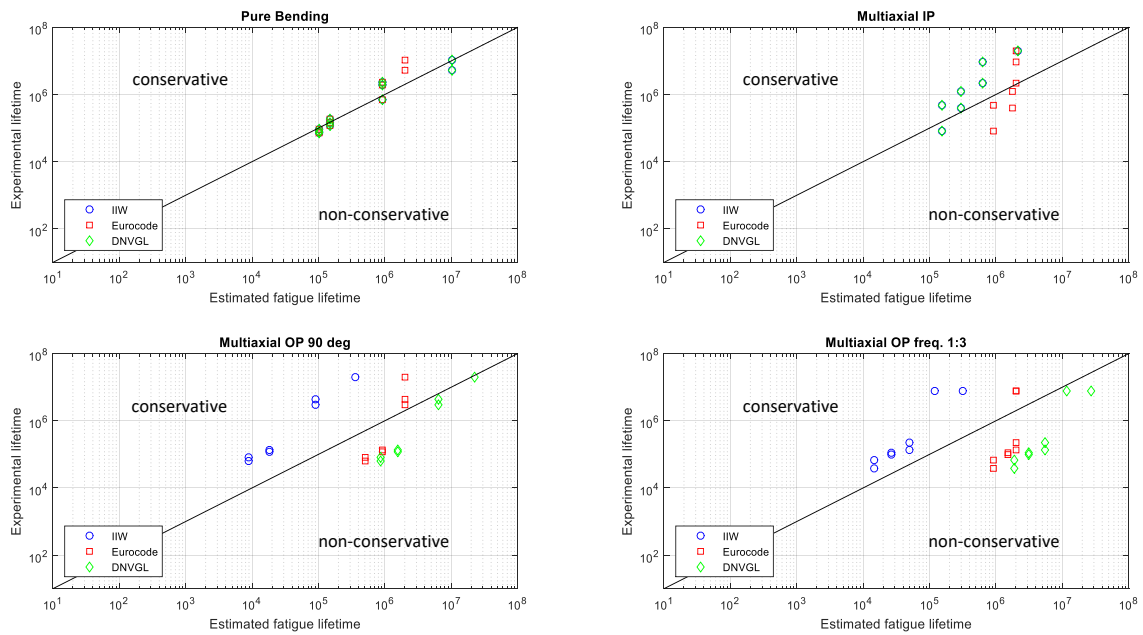 Pure Bending
10^8
10^6
10^4
10^2
Experimental lifetime
conservative
non-conservative
IIW
Eurocode
DNVGL
10^1 10^2 10^3 10^4 10^5 10^6 10^7 10^8
Estimated fatigue lifetime
Multiaxial IP
10^8
10^6
10^4
10^2
Experimental lifetime
conservative
non-conservative
IIW
Eurocode
DNVGL
10^1 10^2 10^3 10^4 10^5 10^6 10^7 10^8
Estimated fatigue lifetime
Multiaxial OP 90 deg
10^8
10^6
10^4
10^2
Experimental lifetime
conservative
non-conservative
IIW
Eurocode
DNVGL
10^1 10^2 10^3 10^4 10^5 10^6 10^7 10^8
Estimated fatigue lifetime
Multiaxial OP freq. 1:3
10^8
10^6
10^4
10^2
Experimental lifetime
conservative
non-conservative
IIW
Eurocode
DNVGL
10^1 10^2 10^3 10^4 10^5 10^6 10^7 10^8
Estimated fatigue lifetime